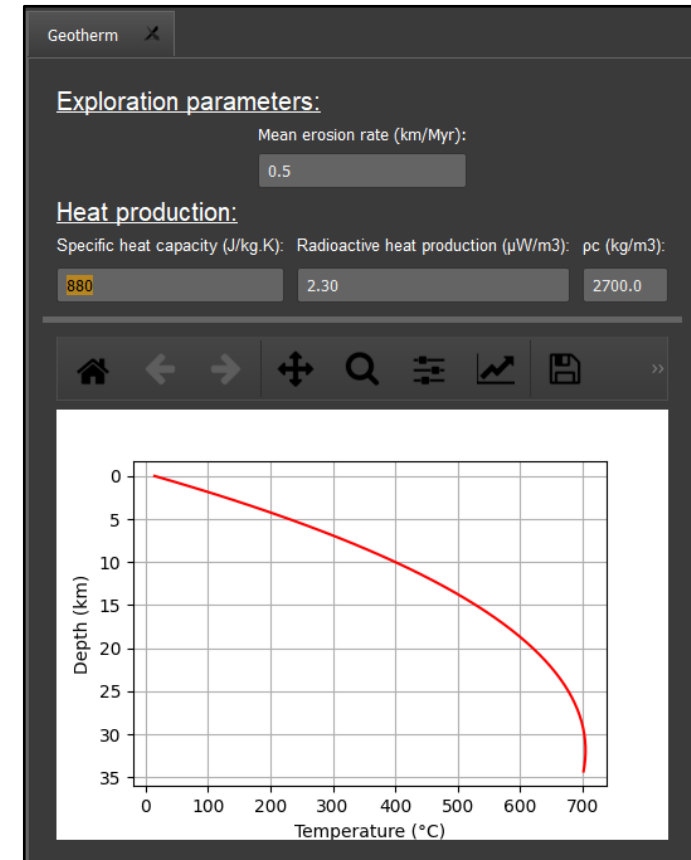 Geotherm
Exploration parameters:
Mean erosion rate (km/Myr):
0.5
Heat production:
Specific heat capacity (J/kg.K): Radioactive heat production (μW/m3): ρc (kg/m3):
880 2.30 2700.0
»
0
5
10
15
20
25
30
35
Depth (km)
0 100 200 300 400 500 600 700
Temperature (°C)